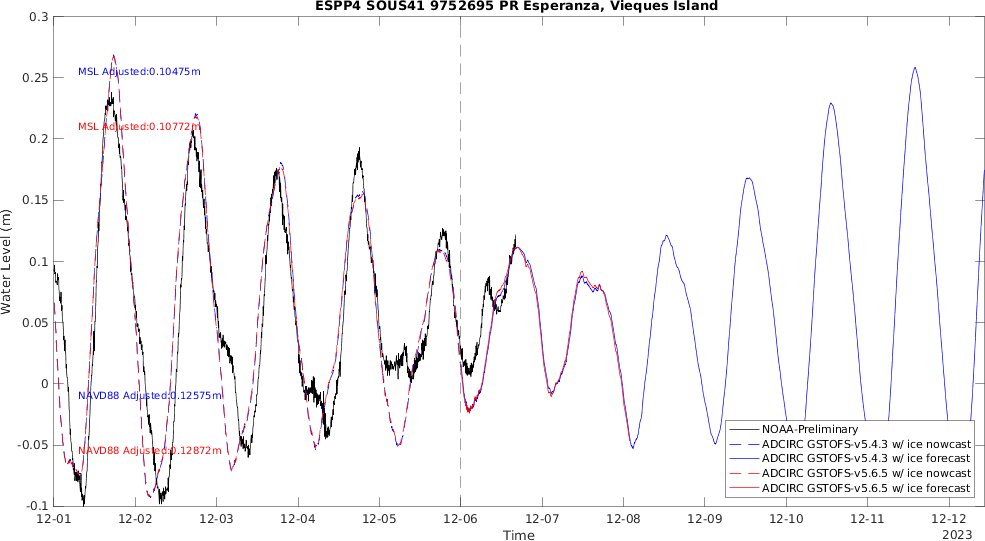 ESPP4 SOUS41 9752695 PR Esperanza, Vieques Island
0.3
0.25
0.2
0.15
0.1
0.05
0
-0.05
-0.1
Water Level (m)
MSL Adjusted:0.10475m
MSL Adjusted:0.10772m
NAVD88 Adjusted:0.12575m
NAVD88 Adjusted:0.12872m
NOAA-Preliminary
ADCIRC GSTOFS-v5.4.3 w/ ice nowcast
ADCIRC GSTOFS-v5.4.3 w/ ice forecast
ADCIRC GSTOFS-v5.6.5 w/ ice nowcast
ADCIRC GSTOFS-v5.6.5 w/ ice forecast
12-01 12-02 12-03 12-04 12-05 12-06 12-07 12-08 12-09 12-10 12-11 12-12
Time
2023